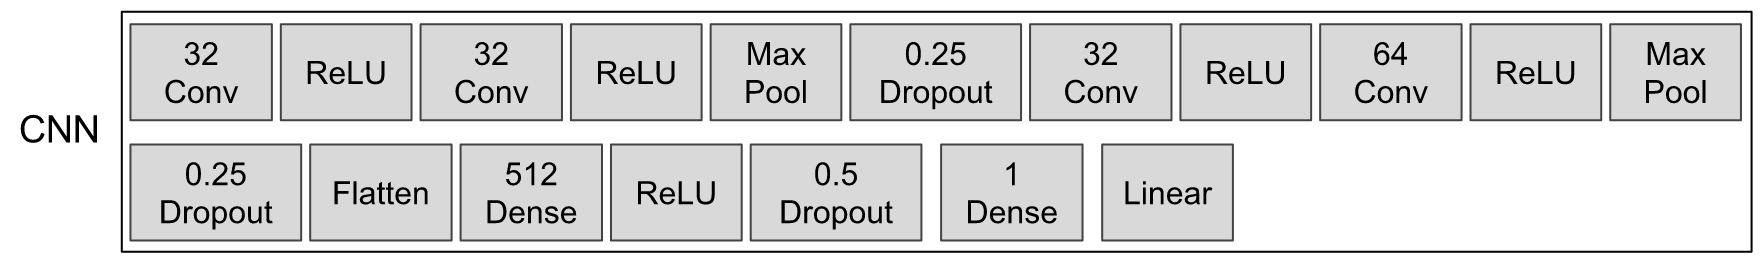 CNN
32
Conv
ReLU
32
Conv
ReLU
Max
Pool
0.25
Dropout
32
Conv
ReLU
64
Conv
ReLU
Max
Pool
0.25
Dropout
Flatten
512
Dense
ReLU
0.5
Dropout
1
Dense
Linear